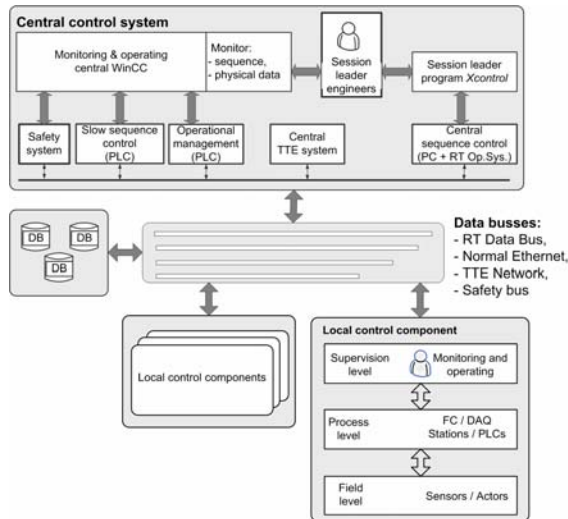 Central control system
Monitoring & operating
central WinCC
Monitor:
- sequence,
- physical data
Session
leader
engineers
Session leader
program Xcontrol
Safety
system
Slow sequence
control
(PLC)
Operational
management
(PLC)
Central
TTE system
Central
sequence control
(PC + RT Op.Sys.)
DB
DB
DB
Data busses:
- RT Data Bus,
- Normal Ethernet,
- TTE Network,
- Safety bus
Local control components
Local control component
Supervision
level
Monitoring and
operating
Process
level
FC / DAQ
Stations / PLCs
Field
level
Sensors / Actors